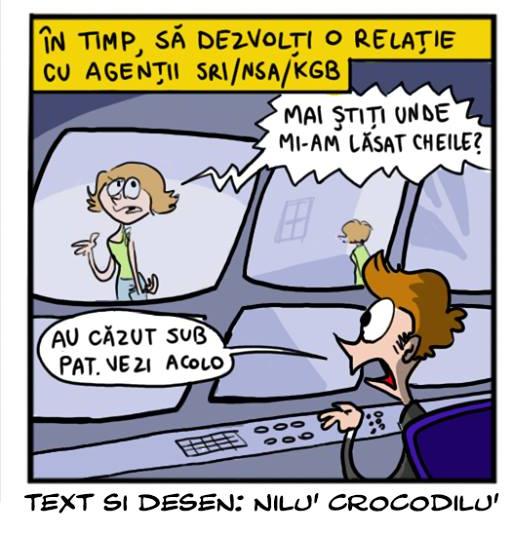 ÎN TIMP, SĂ DEZVOLȚI O RELAȚIE
CU AGENȚII SRI/NSA/KGB
MAI ȘTIȚI UNDE
MI-AM LĂSAT CHEILE?
AU CĂZUT SUB
PAT. VEZI ACOLO
TEXT SI DESEN: NILU' CROCODILU'